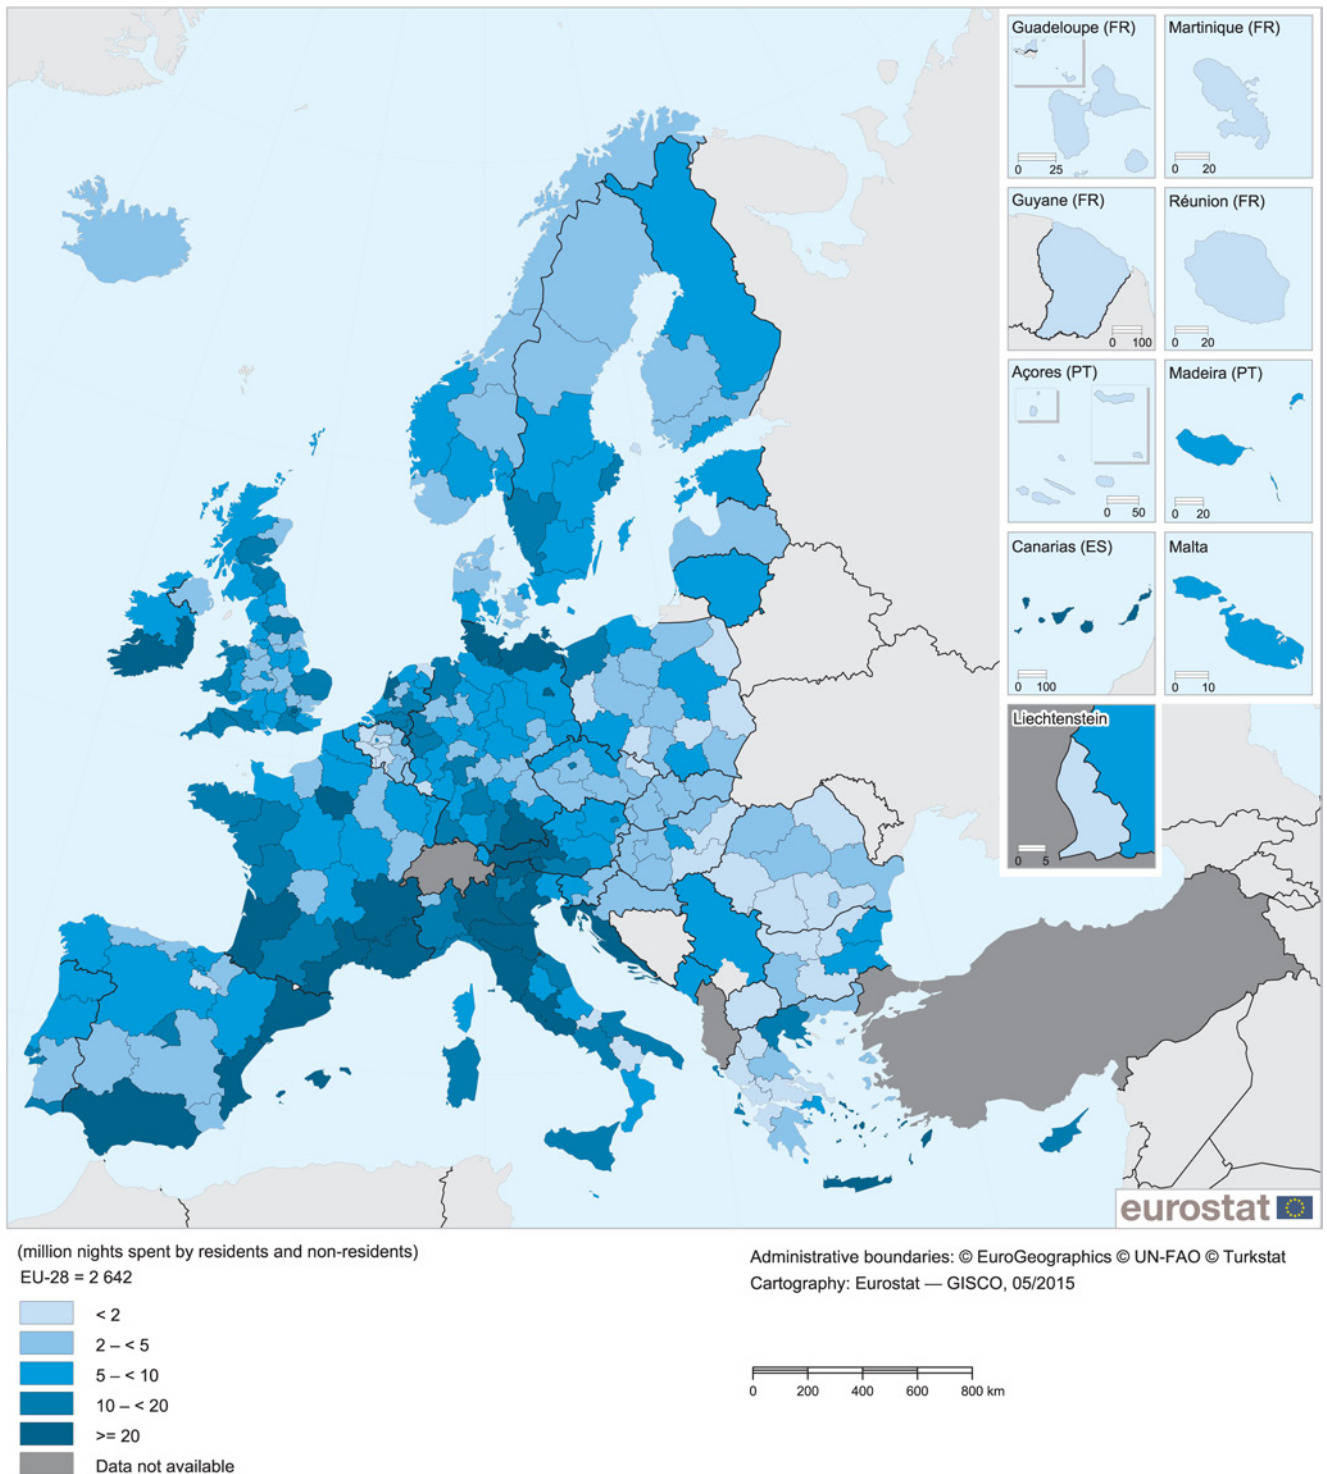 Guadeloupe (FR)
0 25
Martinique (FR)
0 20
Guyane (FR)
0 100
Réunion (FR)
0 20
Açores (PT)
0 50
Madeira (PT)
0 20
Canarias (ES)
0 100
Malta
0 10
Liechtenstein
0 5
eurostat
(million nights spent by residents and non-residents)
EU-28 = 2 642
< 2
2 – < 5
5 – < 10
10 – < 20
>= 20
Data not available
Administrative boundaries: © EuroGeographics © UN-FAO © Turkstat
Cartography: Eurostat — GISCO, 05/2015
0 200 400 600 800 km